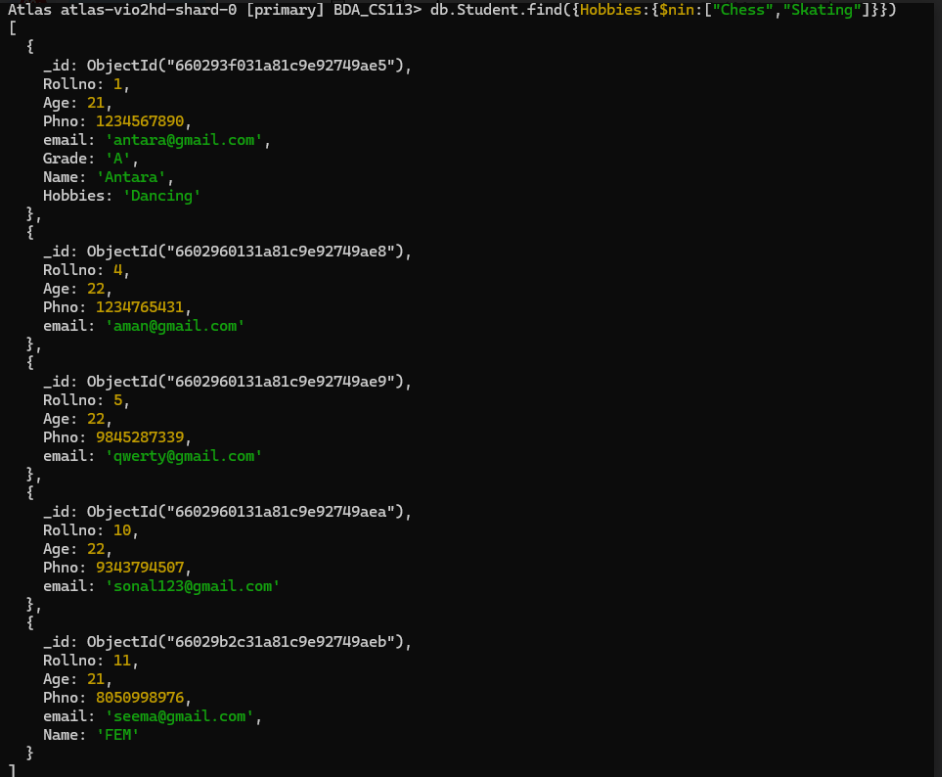 Atlas atlas-vio2hd-shard-0 [primary] BDA_CS113> db.Student.find({Hobbies:{$nin:["Chess","Skating"]}})
[
  {
    _id: ObjectId("660293f031a81c9e92749ae5"),
    Rollno: 1,
    Age: 21,
    Phno: 1234567890,
    email: 'antara@gmail.com',
    Grade: 'A',
    Name: 'Antara',
    Hobbies: 'Dancing'
  },
  {
    _id: ObjectId("6602960131a81c9e92749ae8"),
    Rollno: 4,
    Age: 22,
    Phno: 1234765431,
    email: 'aman@gmail.com'
  },
  {
    _id: ObjectId("6602960131a81c9e92749ae9"),
    Rollno: 5,
    Age: 22,
    Phno: 9845287339,
    email: 'qwerty@gmail.com'
  },
  {
    _id: ObjectId("6602960131a81c9e92749aea"),
    Rollno: 10,
    Age: 22,
    Phno: 9343794507,
    email: 'sonal123@gmail.com'
  },
  {
    _id: ObjectId("66029b2c31a81c9e92749aeb"),
    Rollno: 11,
    Age: 21,
    Phno: 8050998976,
    email: 'seema@gmail.com',
    Name: 'FEM'
  }
]